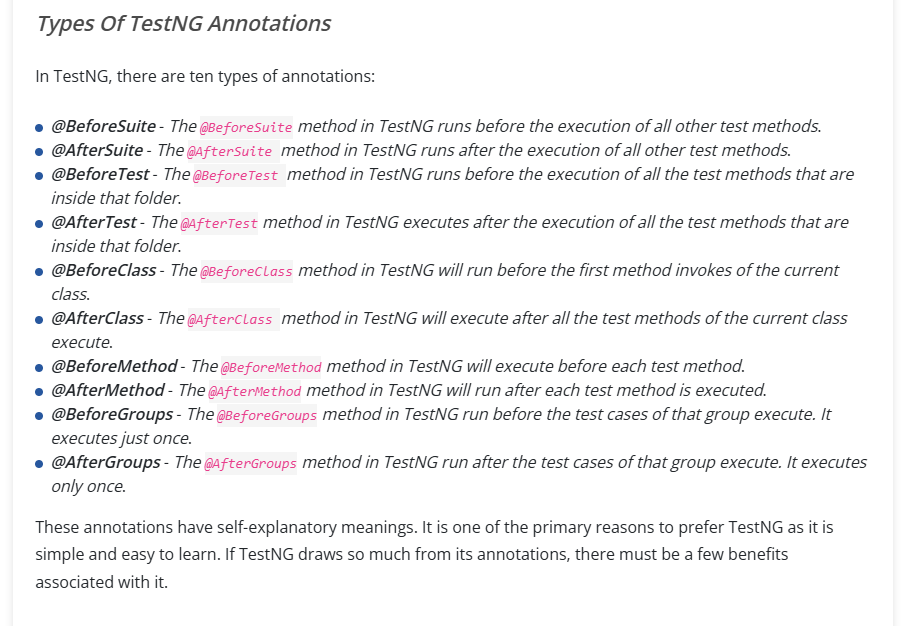 Types Of TestNG Annotations
In TestNG, there are ten types of annotations:
@BeforeSuite - The @BeforeSuite method in TestNG runs before the execution of all other test methods.
@AfterSuite - The @AfterSuite method in TestNG runs after the execution of all other test methods.
@BeforeTest - The @BeforeTest method in TestNG runs before the execution of all the test methods that are
inside that folder.
@AfterTest - The @AfterTest method in TestNG executes after the execution of all the test methods that are
inside that folder.
@BeforeClass - The @BeforeClass method in TestNG will run before the first method invokes of the current
class.
@AfterClass - The @AfterClass method in TestNG will execute after all the test methods of the current class
execute.
@BeforeMethod - The @BeforeMethod method in TestNG will execute before each test method.
@AfterMethod - The @AfterMethod method in TestNG will run after each test method is executed.
@BeforeGroups - The @BeforeGroups method in TestNG run before the test cases of that group execute. It
executes just once.
@AfterGroups - The @AfterGroups method in TestNG run after the test cases of that group execute. It executes
only once.
These annotations have self-explanatory meanings. It is one of the primary reasons to prefer TestNG as it is
simple and easy to learn. If TestNG draws so much from its annotations, there must be a few benefits
associated with it.